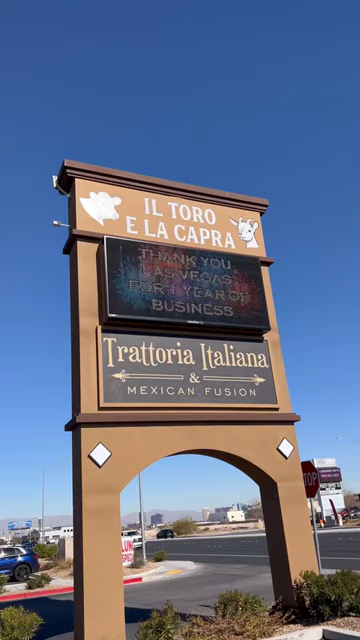 IL TORO
E LA CAPRA
THANK YOU
LAS VEGAS
FOR 1 YEAR OF
BUSINESS
Trattoria Italiana
&
MEXICAN FUSION
STOP